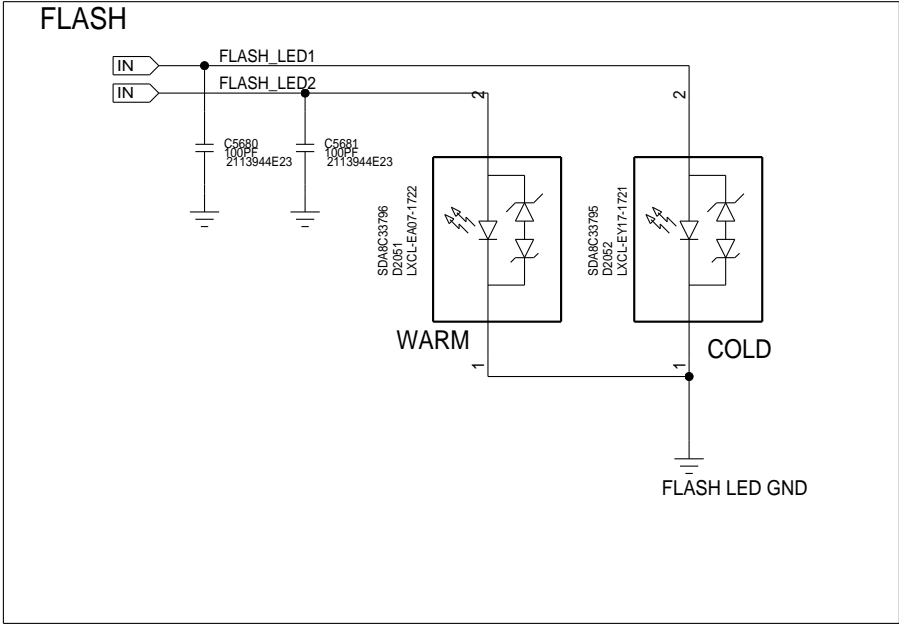 FLASH
IN
FLASH_LED1
IN
FLASH_LED2
2
2
C5680
100PF
2113944E23
C5681
100PF
2113944E23
SDA8C33796
D2051
LXCL-EA07-1722
SDA8C33795
D2052
LXCL-EY17-1721
WARM
COLD
1
1
FLASH LED GND